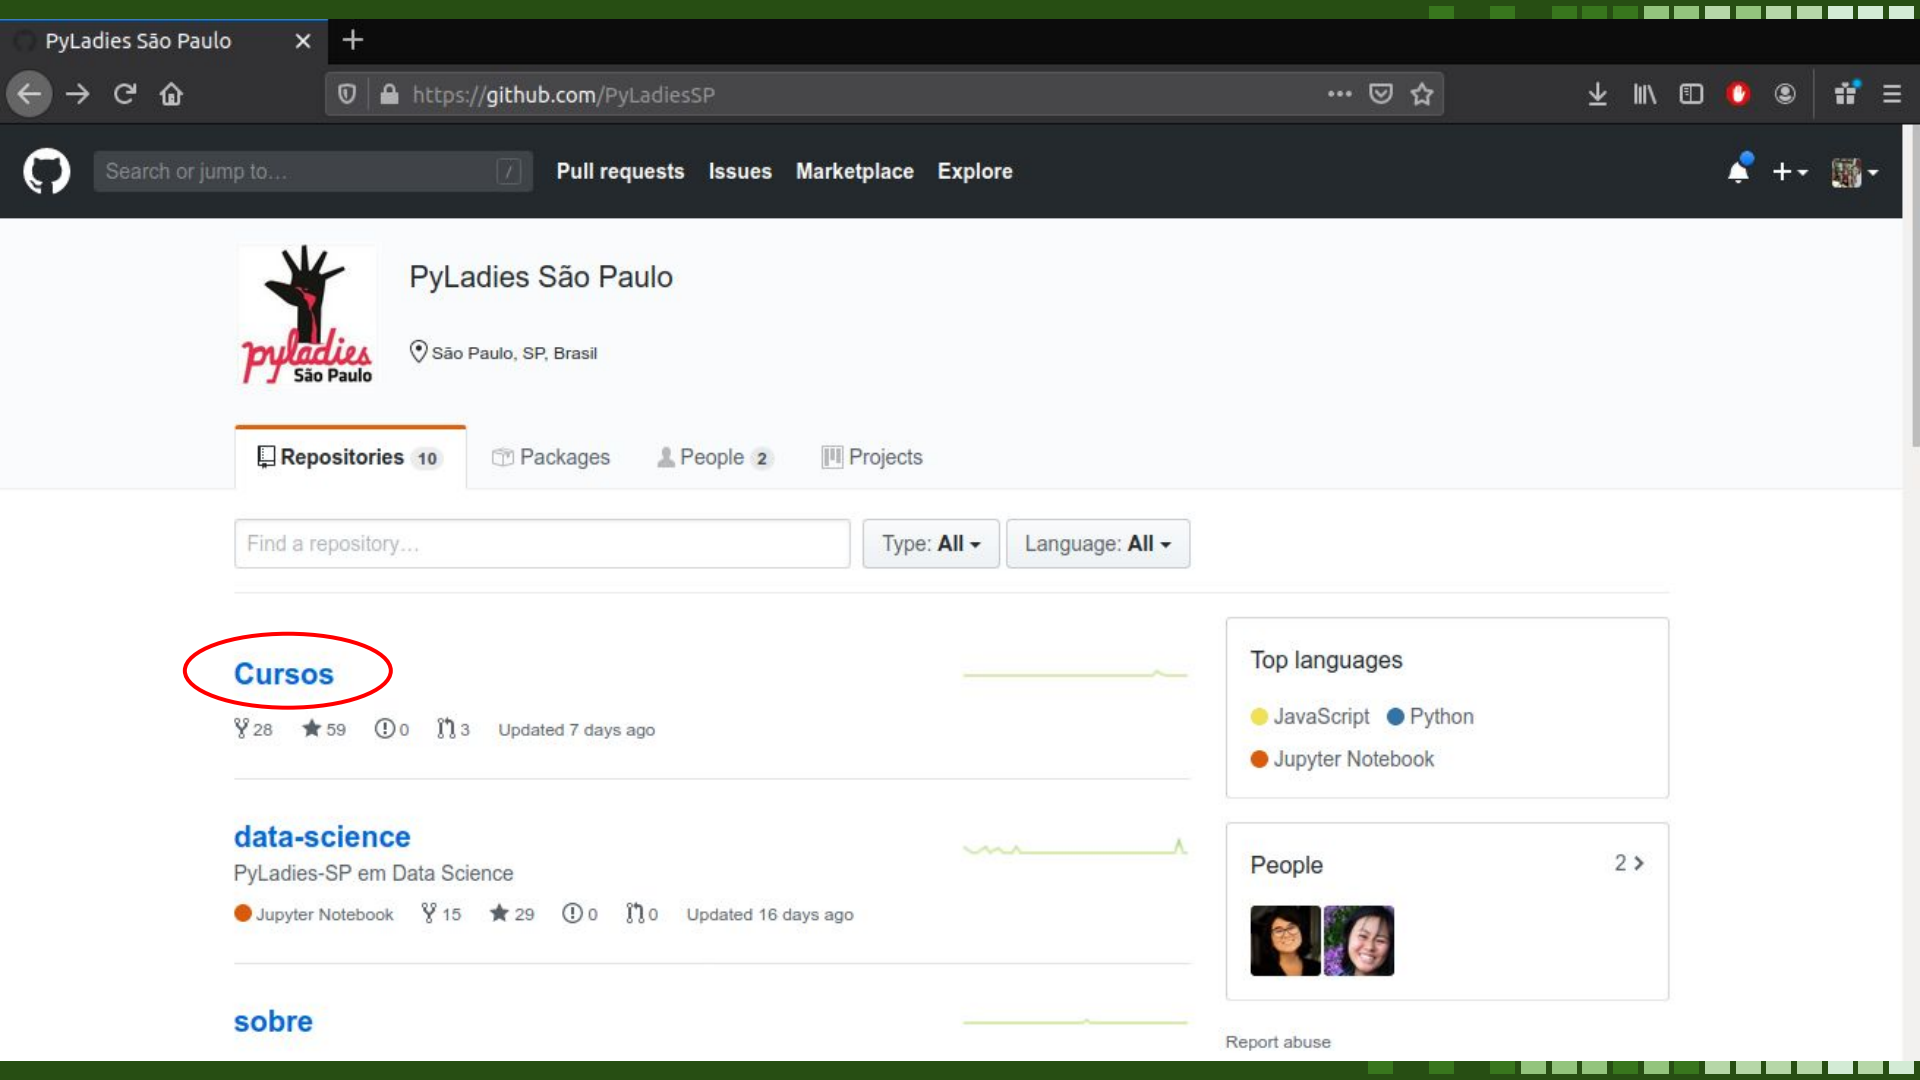 PyLadies São Paulo
https://github.com/PyLadiesSP
Search or jump to...
/
Pull requests Issues Marketplace Explore
pyladies
São Paulo
PyLadies São Paulo
São Paulo, SP, Brasil
Repositories 10
Packages
People 2
Projects
Find a repository...
Type: All
Language: All
Cursos
28 59 0 3 Updated 7 days ago
data-science
PyLadies-SP em Data Science
Jupyter Notebook 15 29 0 0 Updated 16 days ago
sobre
Top languages
JavaScript Python
Jupyter Notebook
People 2
Report abuse